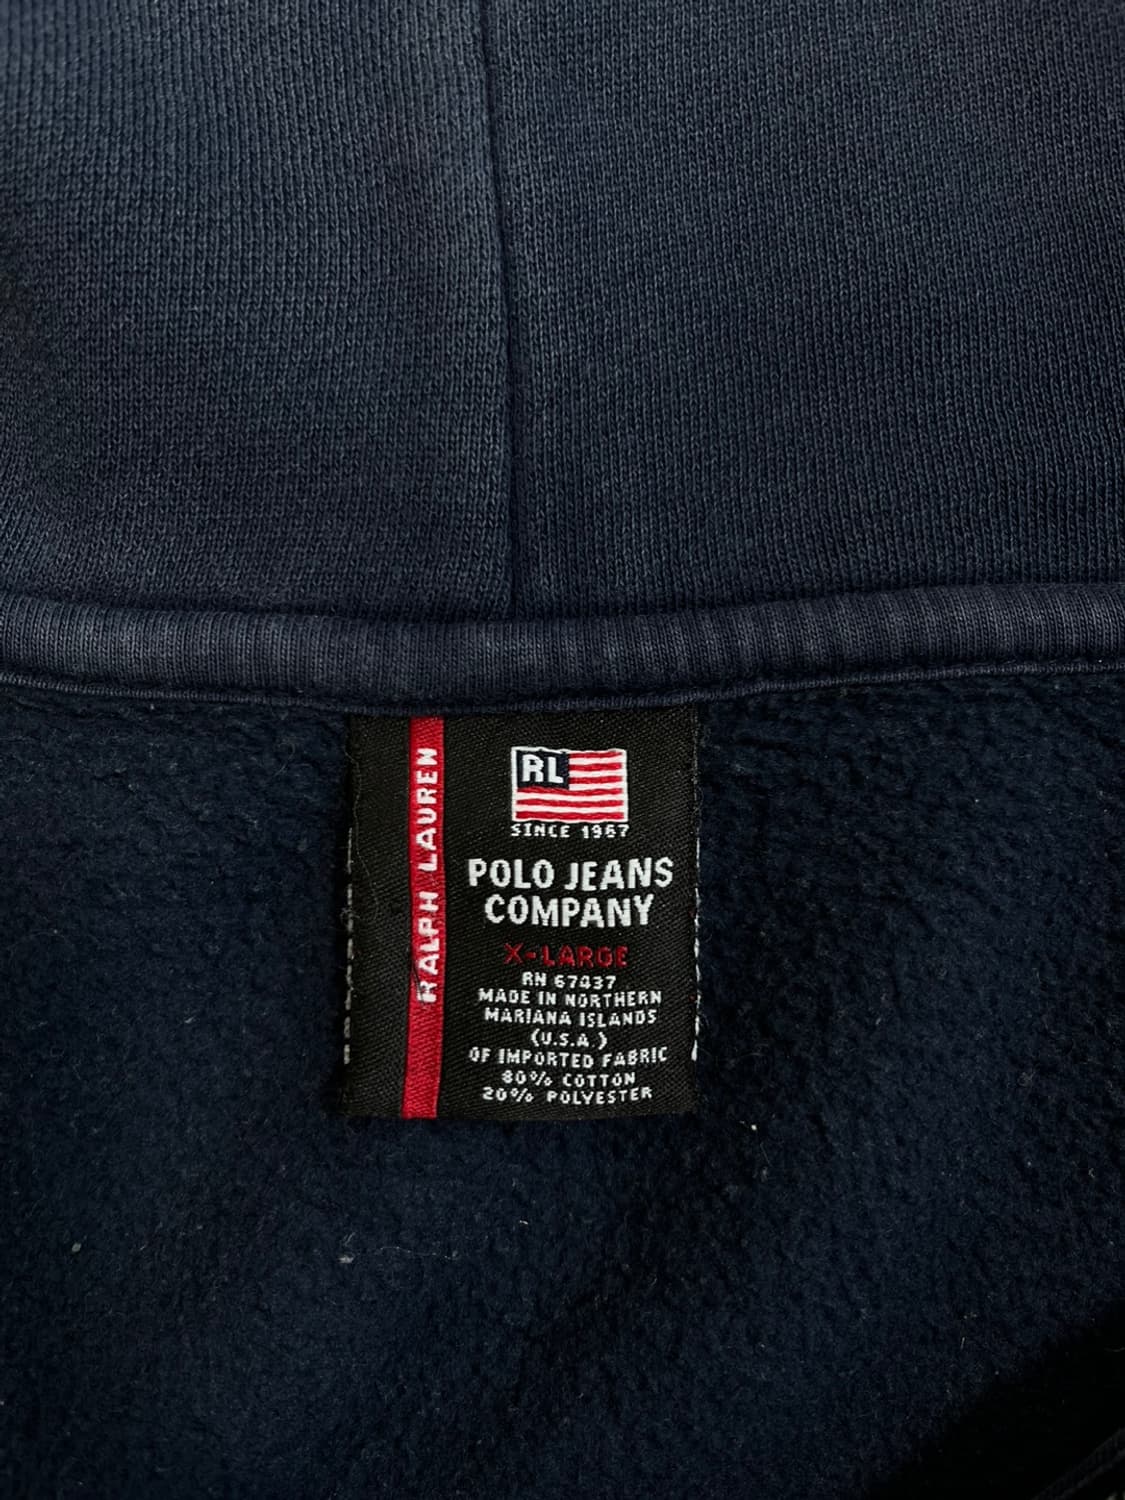 RALPH LAUREN
RL
SINCE 1967
POLO JEANS
COMPANY
X-LARGE
RN 67437
MADE IN NORTHERN
MARIANA ISLANDS
(U.S.A.)
OF IMPORTED FABRIC
80% COTTON
20% POLYESTER